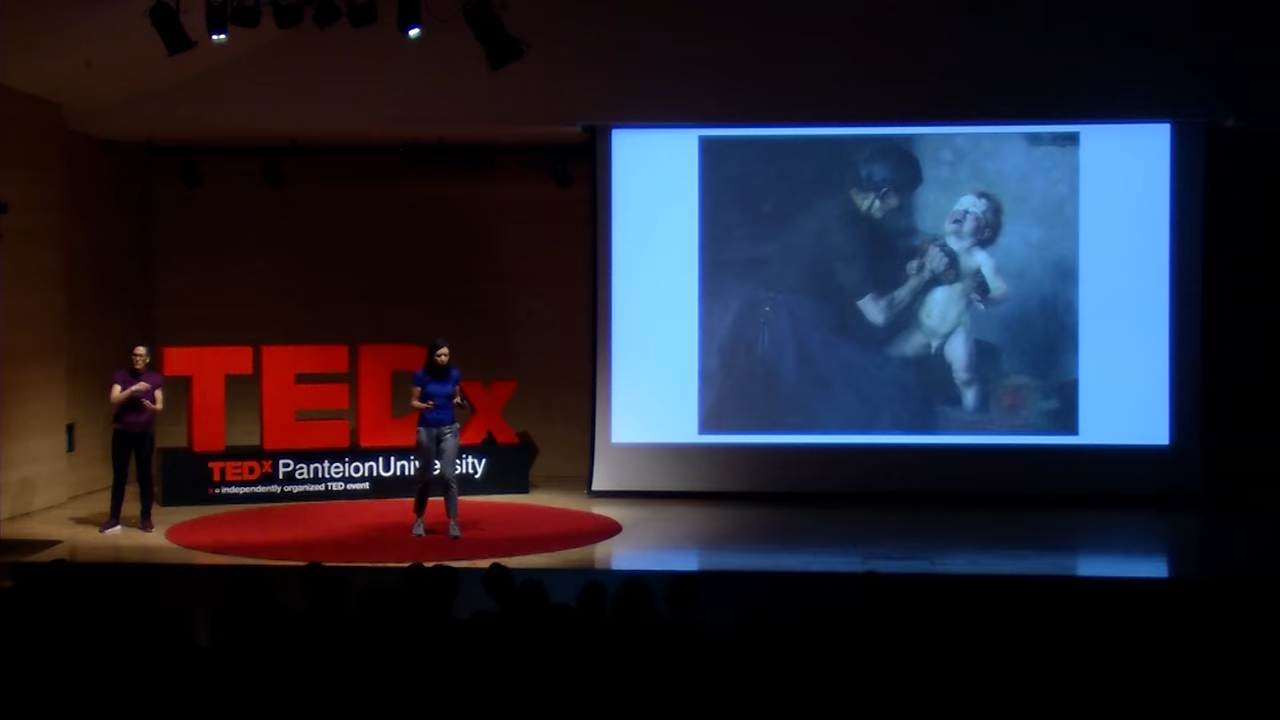 TEDx
TEDx PanteionUniversity
x = independently organized TED event